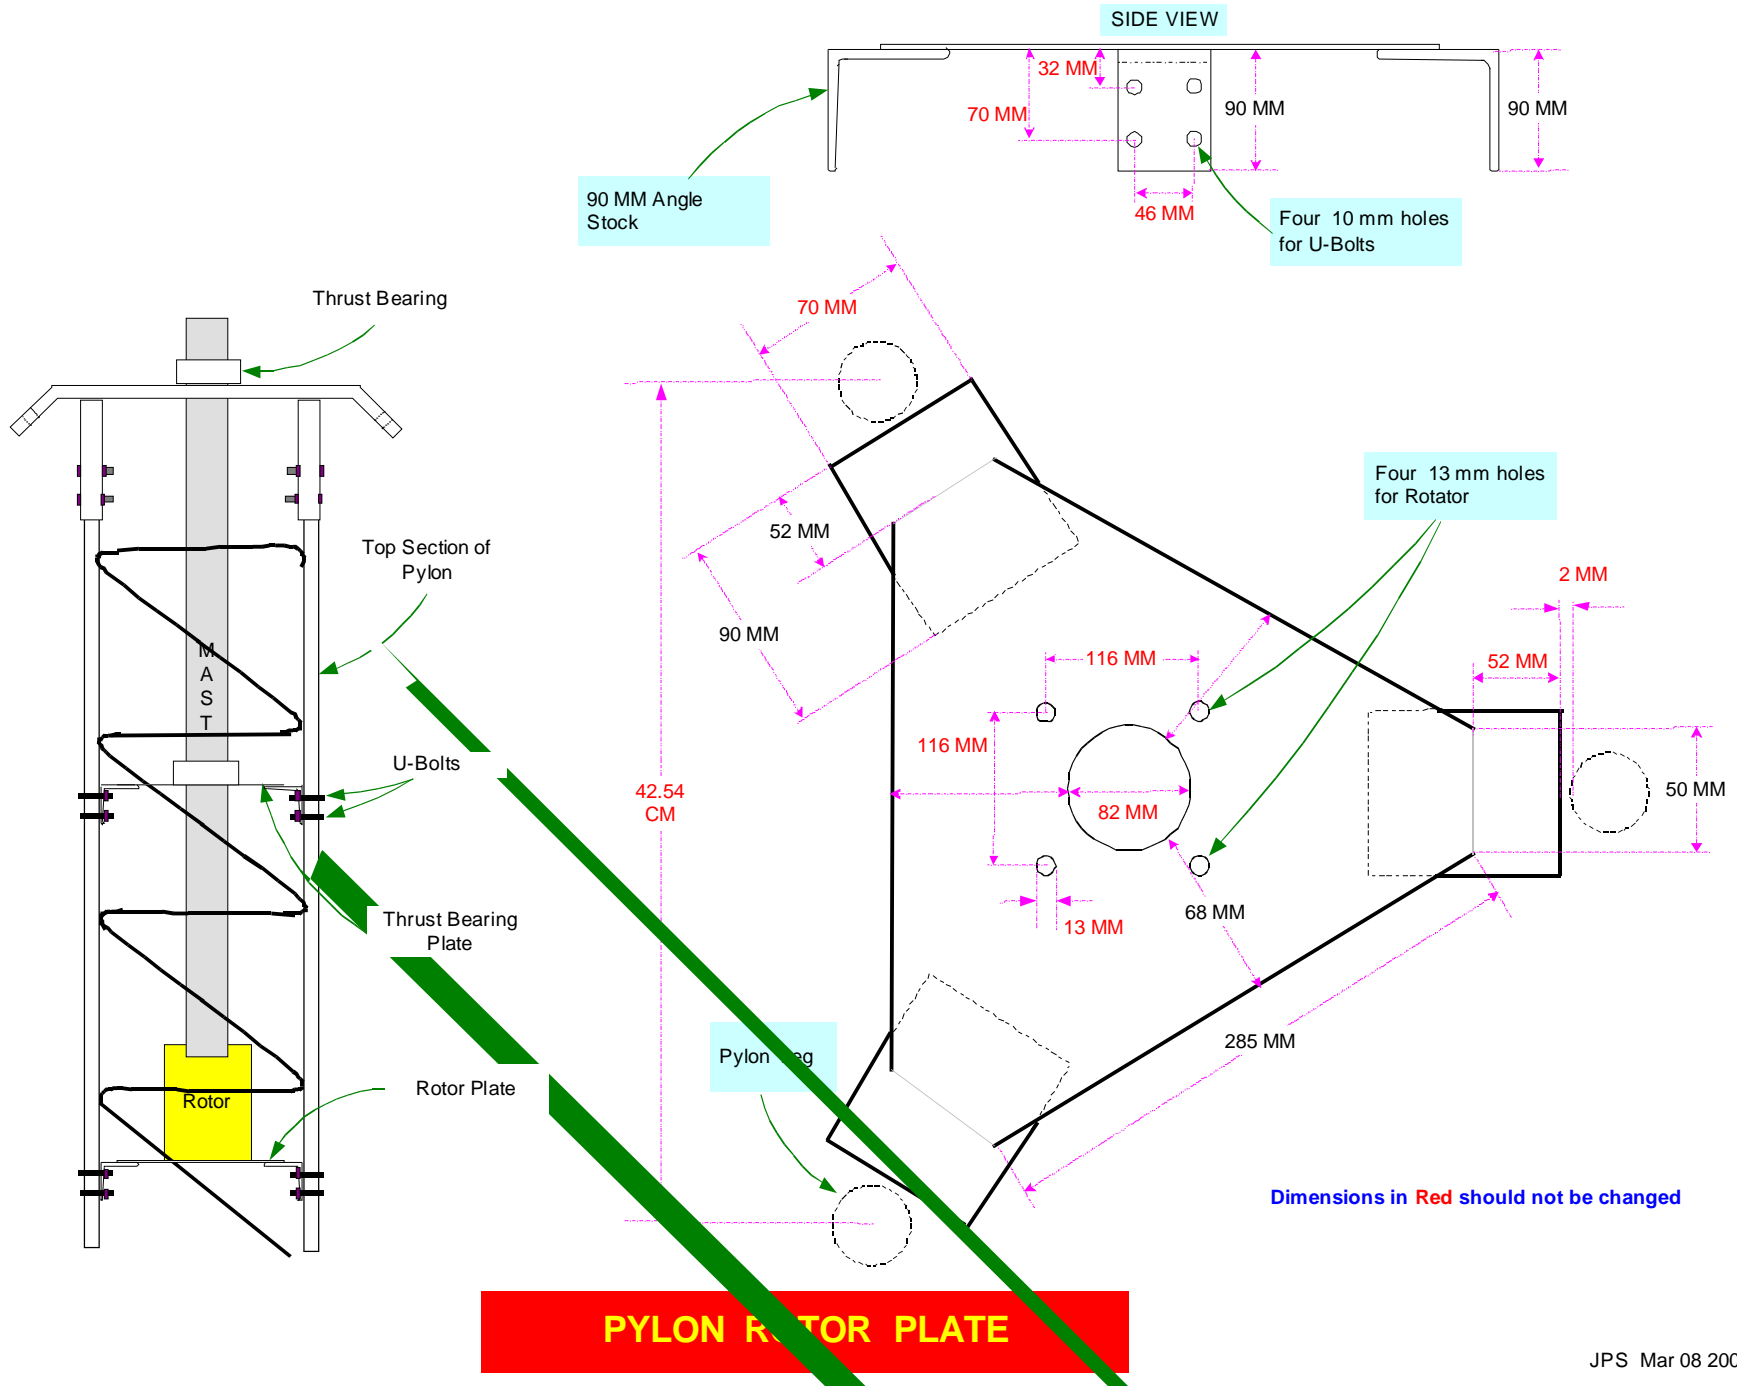 SIDE VIEW
32 MM
70 MM
90 MM
90 MM
46 MM
90 MM Angle
Stock
Four 10 mm holes
for U-Bolts
Thrust Bearing
70 MM
Four 13 mm holes
for Rotator
52 MM
Top Section of
Pylon
2 MM
90 MM
M
A
S
T
116 MM
52 MM
116 MM
U-Bolts
42.54
CM
82 MM
50 MM
Thrust Bearing
Plate
68 MM
13 MM
Pylon
285 MM
Rotor Plate
Rotor
Dimensions in Red should not be changed
PYLON PLATE
JPS Mar 08